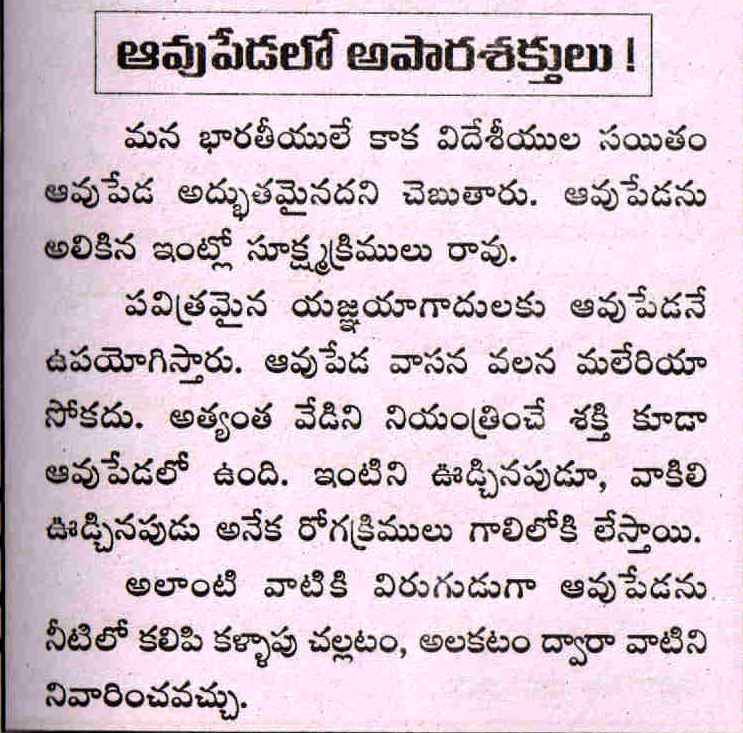 ఆవుపేడలో అపారశక్తులు !
మన భారతీయులే కాక విదేశీయుల సయితం
ఆవుపేడ అద్భుతమైనదని చెబుతారు. ఆవుపేడను
అలికిన ఇంట్లో సూక్ష్మక్రిములు రావు.
పవిత్రమైన యజ్ఞయాగాదులకు ఆవుపేడనే
ఉపయోగిస్తారు. ఆవుపేడ వాసన వలన మలేరియా
సోకదు. అత్యంత వేడిని నియంత్రించే శక్తి కూడా
ఆవుపేడలో ఉంది. ఇంటిని ఊడ్చినపుడూ, వాకిలి
ఊడ్చినపుడు అనేక రోగక్రిములు గాలిలోకి లేస్తాయి.
అలాంటి వాటికి విరుగుడుగా ఆవుపేడను
నీటిలో కలిపి కళ్ళాపు చల్లటం, అలకటం ద్వారా వాటిని
నివారించవచ్చు.